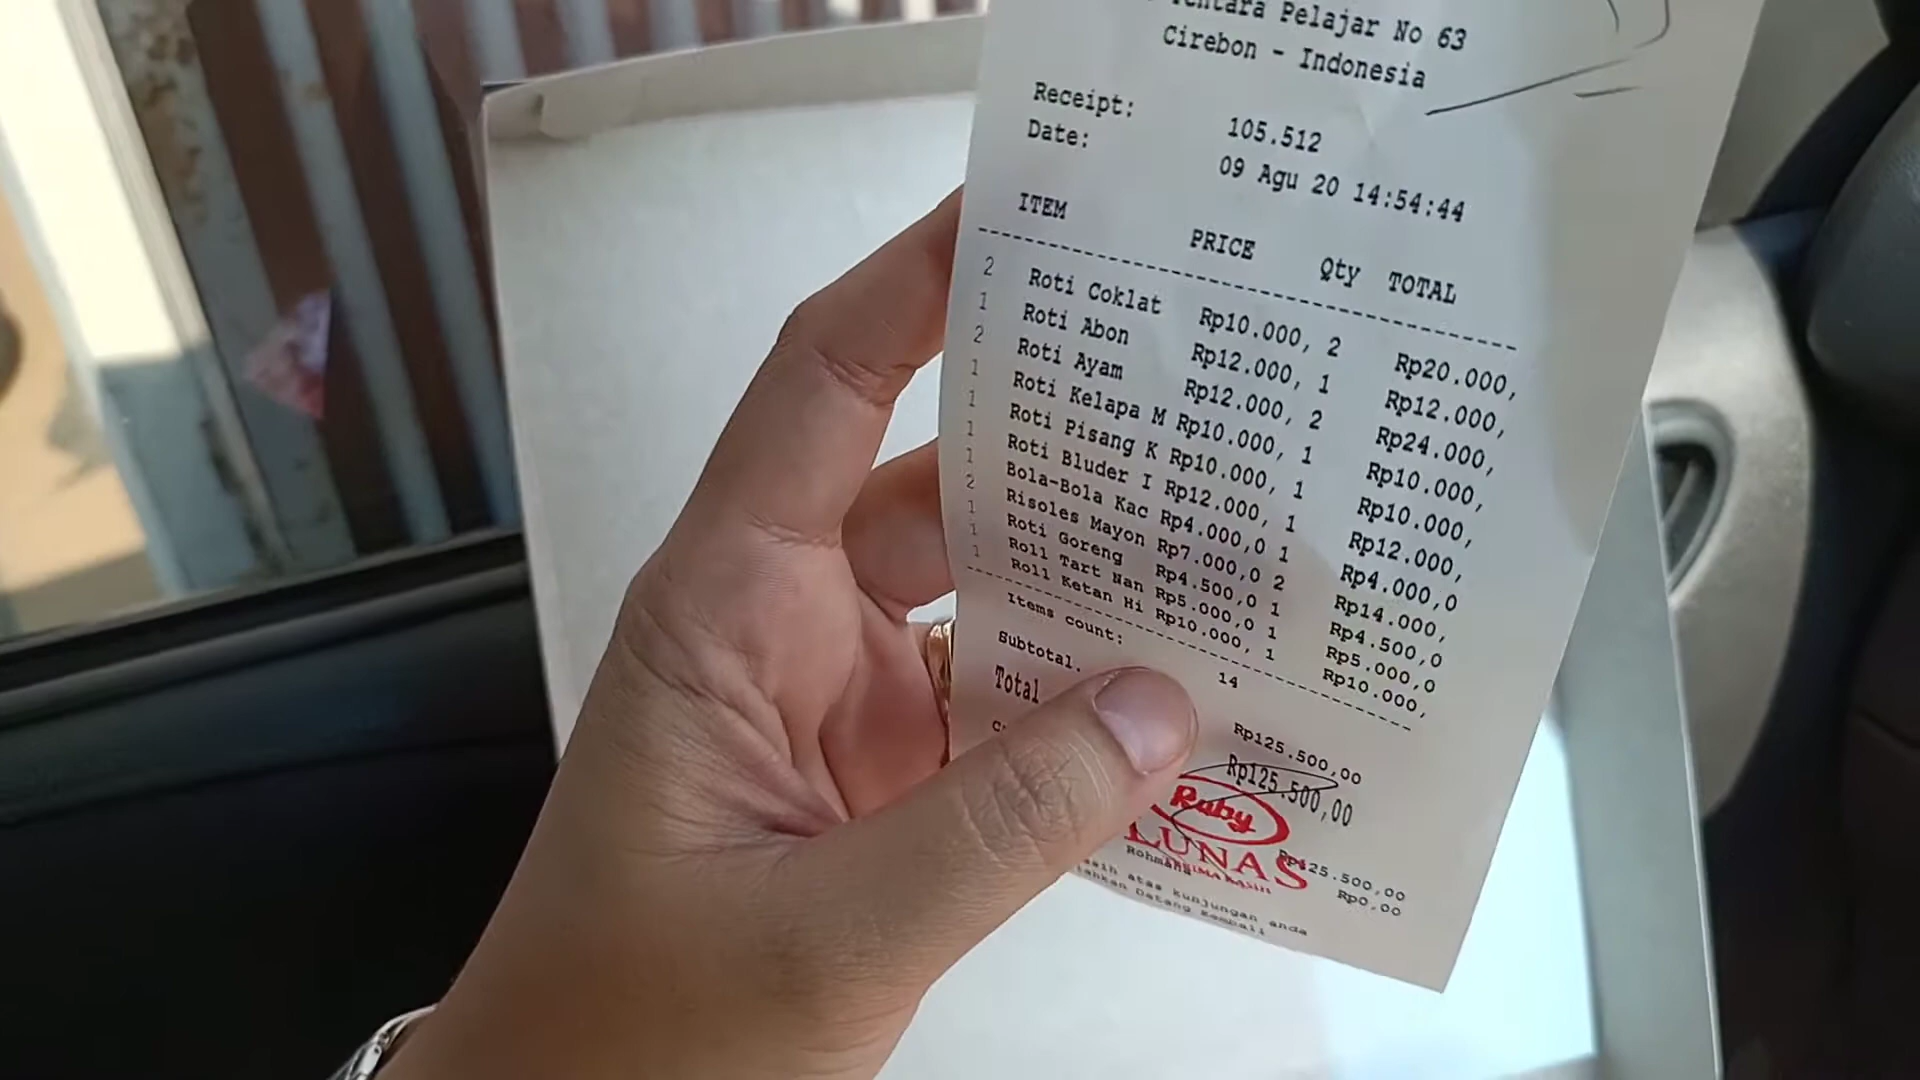 Tentara Pelajar No 63
Cirebon - Indonesia
Receipt: 105.512
Date: 09 Agu 20 14:54:44
ITEM PRICE Qty TOTAL
2 Roti Coklat Rp10.000, 2 Rp20.000,
1 Roti Abon Rp12.000, 1 Rp12.000,
2 Roti Ayam Rp12.000, 2 Rp24.000,
1 Roti Kelapa M Rp10.000, 1 Rp10.000,
1 Roti Pisang K Rp10.000, 1 Rp10.000,
1 Roti Bluder I Rp12.000, 1 Rp12.000,
1 Bola-Bola Kac Rp4.000,0 1 Rp4.000,0
2 Risoles Mayon Rp7.000,0 2 Rp14.000,
1 Roti Goreng Rp4.500,0 1 Rp4.500,0
1 Roll Tart Nan Rp5.000,0 1 Rp5.000,0
1 Roll Ketan Hi Rp10.000, 1 Rp10.000,
Items count: 14
Subtotal. Rp125.500,00
Total Rp125.500,00
Ruby
LUNAS
Rp125.500,00
Rp0,00
atas kunjungan anda
Datang Kembali